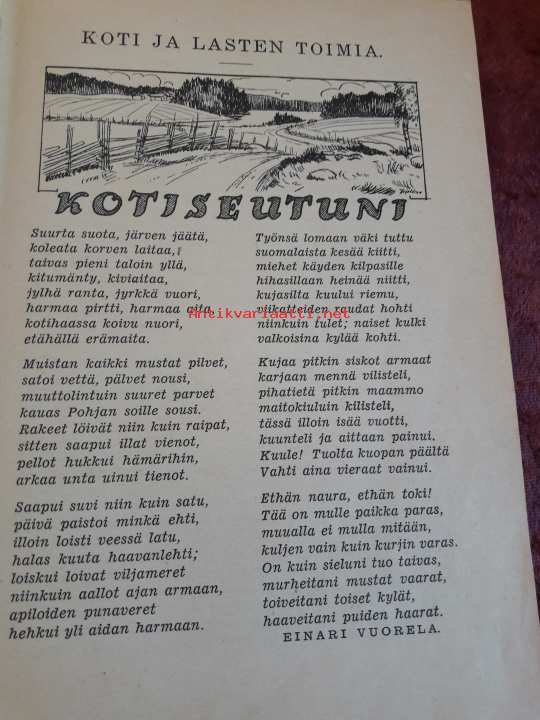 KOTI JA LASTEN TOIMIA.
KOTISEUTUNI
Suurta suota, järven jäätä,
koleata korven laitaa,
taivas pieni taloin yllä,
kitumänty, kiviaitaa,
jylhä ranta, jyrkkä vuori,
harmaa pirtti, harmaa aita,
kotihaassa koivu nuori,
etähällä erämaita.
Muistan kaikki mustat pilvet,
satoi vettä, pälvet nousi,
muuttolintuin suuret parvet
kauas Pohjan soille sousi.
Rakeet löivät niin kuin raipat,
sitten saapui illat vienot,
pellot hukkui hämärihin,
arkaa unta uinui tienot.
Saapui suvi niin kuin satu,
päivä paistoi minkä ehti,
illoin loisti veessä latu,
halas kuuta haavanlehti;
loiskui loivat viljameret
niinkuin aallot ajan armaan,
apiloiden punaveret
hehkui yli aidan harmaan.
Työnsä lomaan väki tuttu
suomalaista kesää kiitti,
miehet käyden kilpasille
hihasillaan heinää niitti,
kujasilta kuului riemu,
viikatteiden raudat hohti
niinkuin tulet; naiset kulki
valkoisina kylää kohti.
Kujaa pitkin siskot armaat
karjaan mennä vilisteli,
pihatietä pitkin maammo
maitokiuluin kilisteli,
tässä illoin isää vuotti,
kuunteli ja aittaan painui.
Kuule! Tuolta kuopan päältä
Vahti aina vieraat vainui.
Ethän naura, ethän toki!
Tää on mulle paikka paras,
muualla ei mulla mitään,
kuljen vain kuin kurjin varas.
On kuin sieluni tuo taivas,
murheitani mustat vaarat,
toiveitani toiset kylät,
haaveitani puiden haarat.
EINARI VUORELA.
Antikvariaatti.net